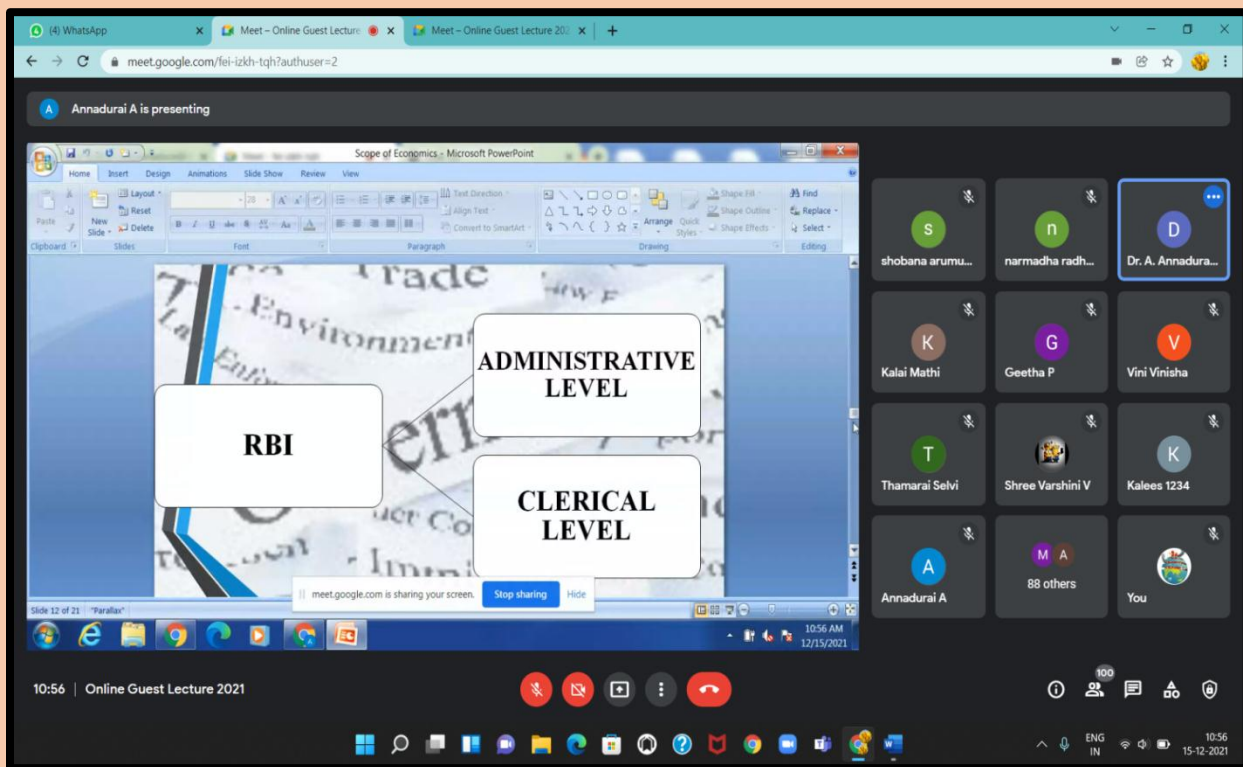 (4) WhatsApp
Meet – Online Guest Lecture
Meet – Online Guest Lecture 202
meet.google.com/fei-izkh-tqh?authuser=2
A Annadurai A is presenting
Scope of Economics - Microsoft PowerPoint
Home Insert Design Animations Slide Show Review View
Paste
New Slide
Layout
Reset
Delete
28
Text Direction
Align Text
Convert to SmartArt
Arrange
Quick Styles
Shape Fill
Shape Outline
Shape Effects
Find
Replace
Select
Clipboard Slides Font Paragraph Drawing Editing
Trade
Environment
RBI
ADMINISTRATIVE
LEVEL
CLERICAL
LEVEL
meet.google.com is sharing your screen. Stop sharing Hide
Slide 12 of 21 "Parallax"
10:56 AM
12/15/2021
S
shobana arumu...
n
narmadha radh...
D
Dr. A. Annadura...
K
Kalai Mathi
G
Geetha P
V
Vini Vinisha
T
Thamarai Selvi
Shree Varshini V
K
Kalees 1234
A
Annadurai A
M A
88 others
You
10:56 | Online Guest Lecture 2021
100
ENG
IN
10:56
15-12-2021